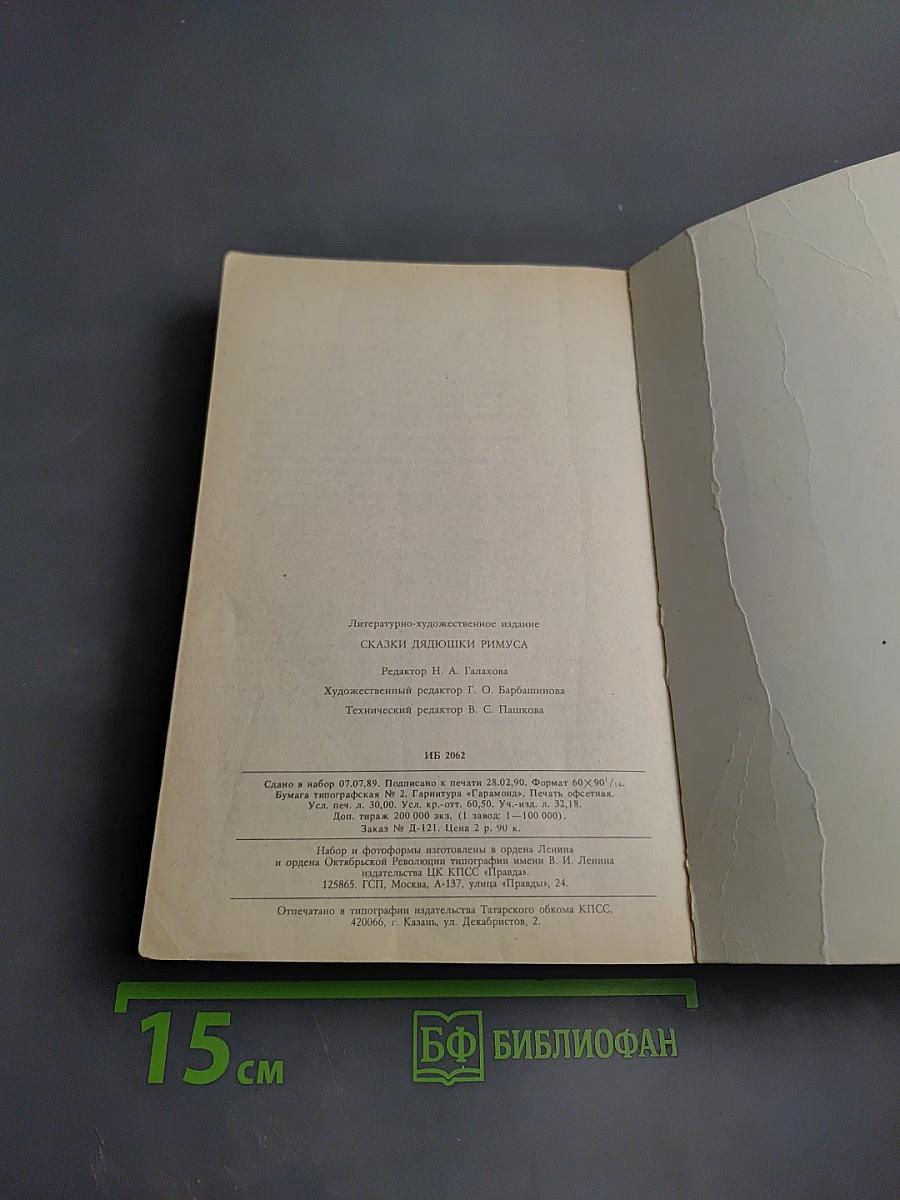 Литературно-художественное издание
СКАЗКИ ДЯДЮШКИ РИМУСА
Редактор Н. А. Галахова
Художественный редактор Г. О. Барбашинова
Технический редактор В. С. Пашкова
ИБ 2062
Сдано в набор 07.07.89. Подписано к печати 28.02.90. Формат 60×90¹/₁₆.
Бумага типографская № 2. Гарнитура «Гарамонд». Печать офсетная.
Усл. печ. л. 30,00. Усл. кр.-отт. 60,50. Уч.-изд. л. 32,18.
Доп. тираж 200 000 экз. (1 завод: 1—100 000).
Заказ № Д-121. Цена 2 р. 90 к.
Набор и фотоформы изготовлены в ордена Ленина
и ордена Октябрьской Революции типографии имени В. И. Ленина
издательства ЦК КПСС «Правда».
125865. ГСП, Москва, А-137, улица «Правды», 24.
Отпечатано в типографии издательства Татарского обкома КПСС,
420066, г. Казань, ул. Декабристов, 2.
15 см
БФ БИБЛИОФАН